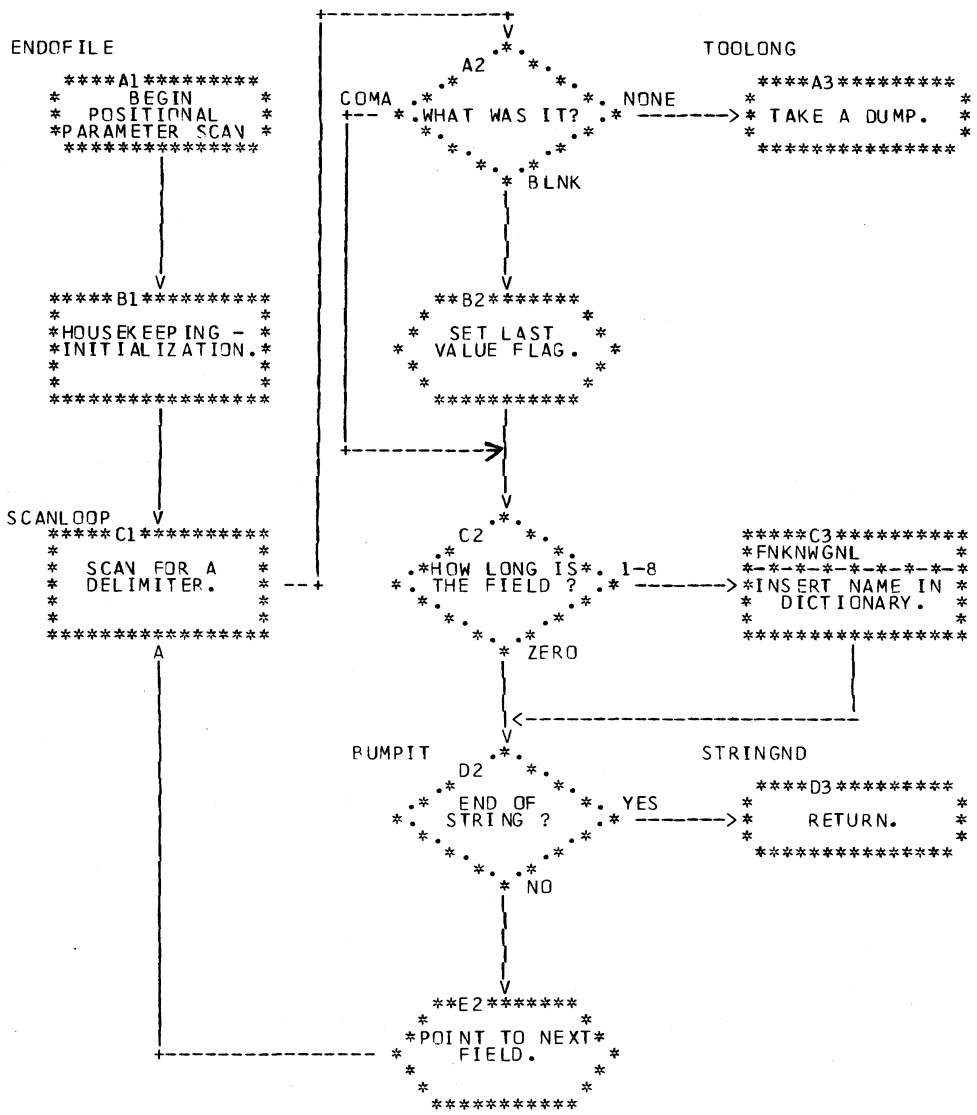 ENDOFILE
A1
BEGIN
POSITIONAL
PARAMETER SCAN
B1
HOUSEKEEPING -
INITIALIZATION.
SCANLOOP
C1
SCAN FOR A
DELIMITER.
A2
WHAT WAS IT?
COMA
NONE
BLNK
TOOLONG
A3
TAKE A DUMP.
B2
SET LAST
VALUE FLAG.
C2
HOW LONG IS
THE FIELD ?
1-8
ZERO
C3
FNKNWGNL
INSERT NAME IN
DICTIONARY.
BUMPIT
D2
END OF
STRING ?
YES
NO
STRINGND
D3
RETURN.
E2
POINT TO NEXT
FIELD.